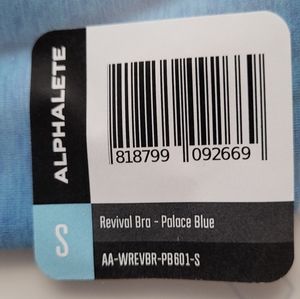 ALPHALETE
818799 092669
S
Revival Bra - Palace Blue
AA-WREVBR-PB601-S